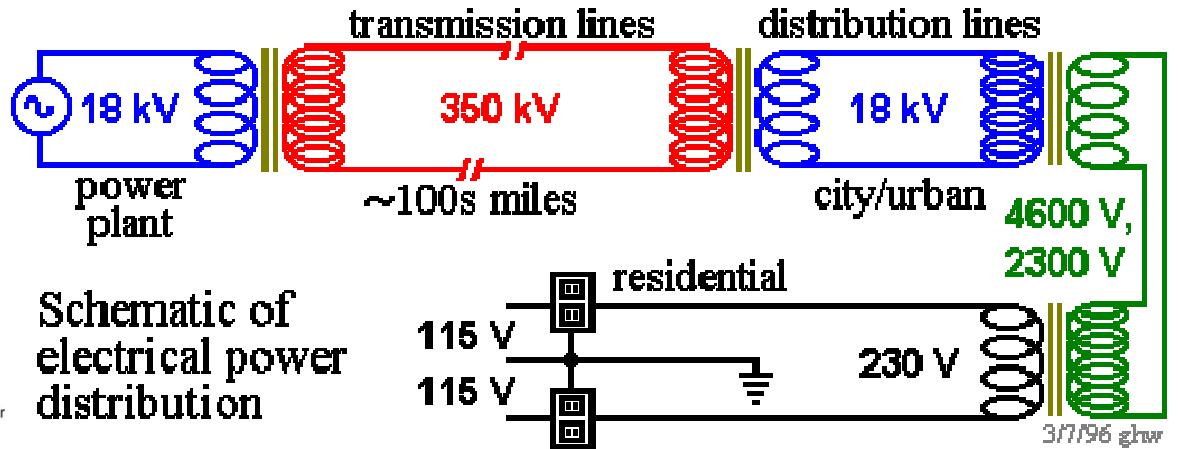 transmission lines
distribution lines
18 kV
350 kV
18 kV
power
plant
~100s miles
city/urban
4600 V,
2300 V
residential
Schematic of
electrical power
distribution
115 V
115 V
230 V
3/7/96 ghw